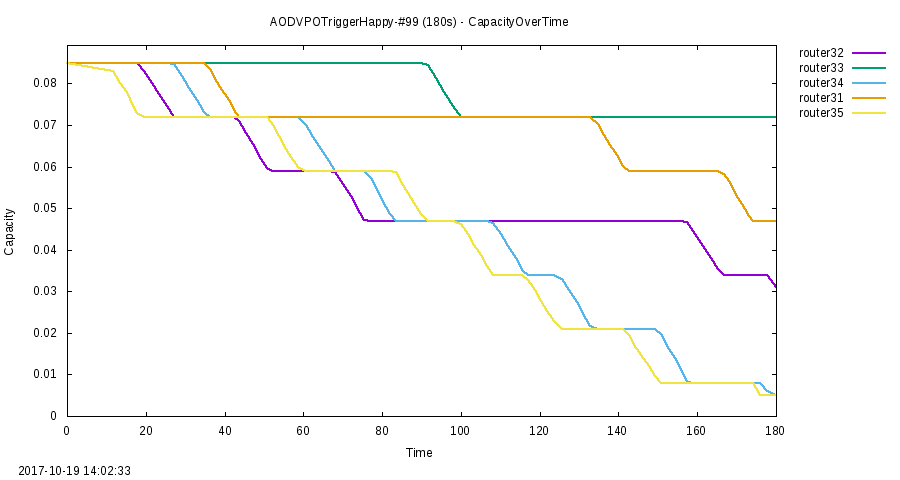 AODVPOTriggerHappy-#99 (180s) - CapacityOverTime
router32
router33
router34
router31
router35
0.08
0.07
0.06
0.05
0.04
0.03
0.02
0.01
0
Capacity
0 20 40 60 80 100 120 140 160 180
Time
2017-10-19 14:02:33